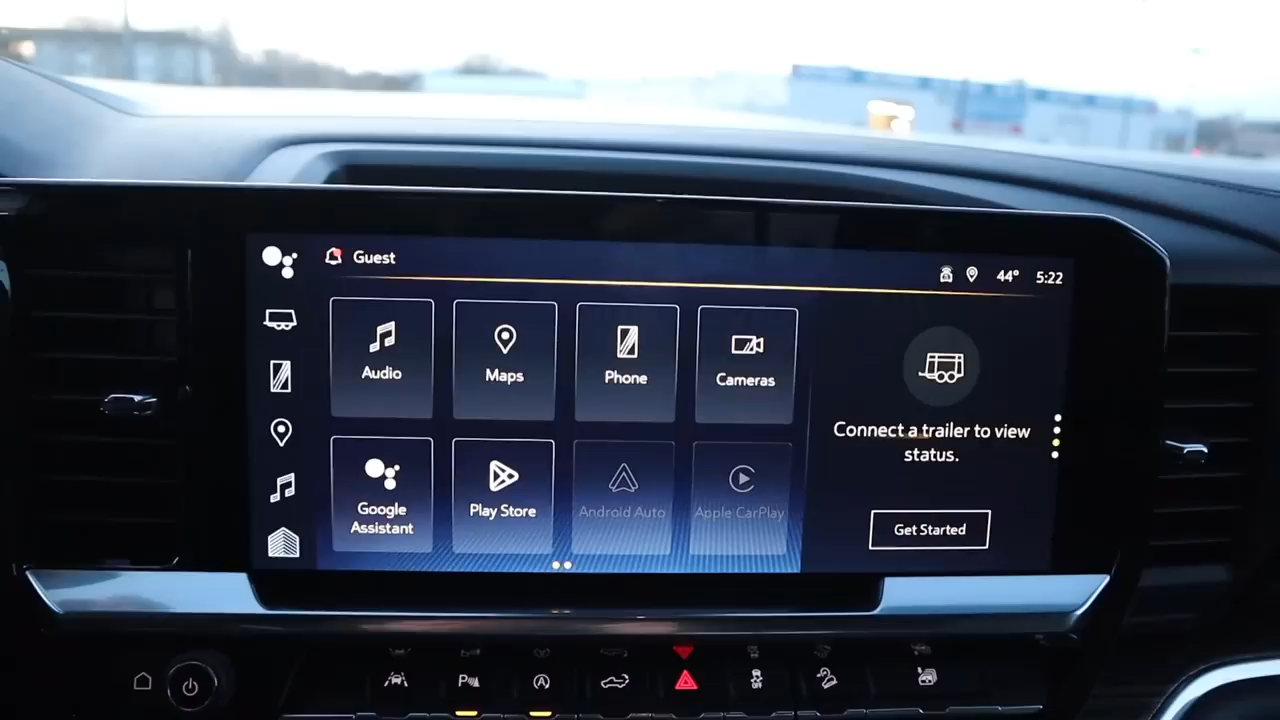 Guest
44° 5:22
Audio
Maps
Phone
Cameras
Google
Assistant
Play Store
Android Auto
Apple CarPlay
Connect a trailer to view
status.
Get Started
P
A
OFF